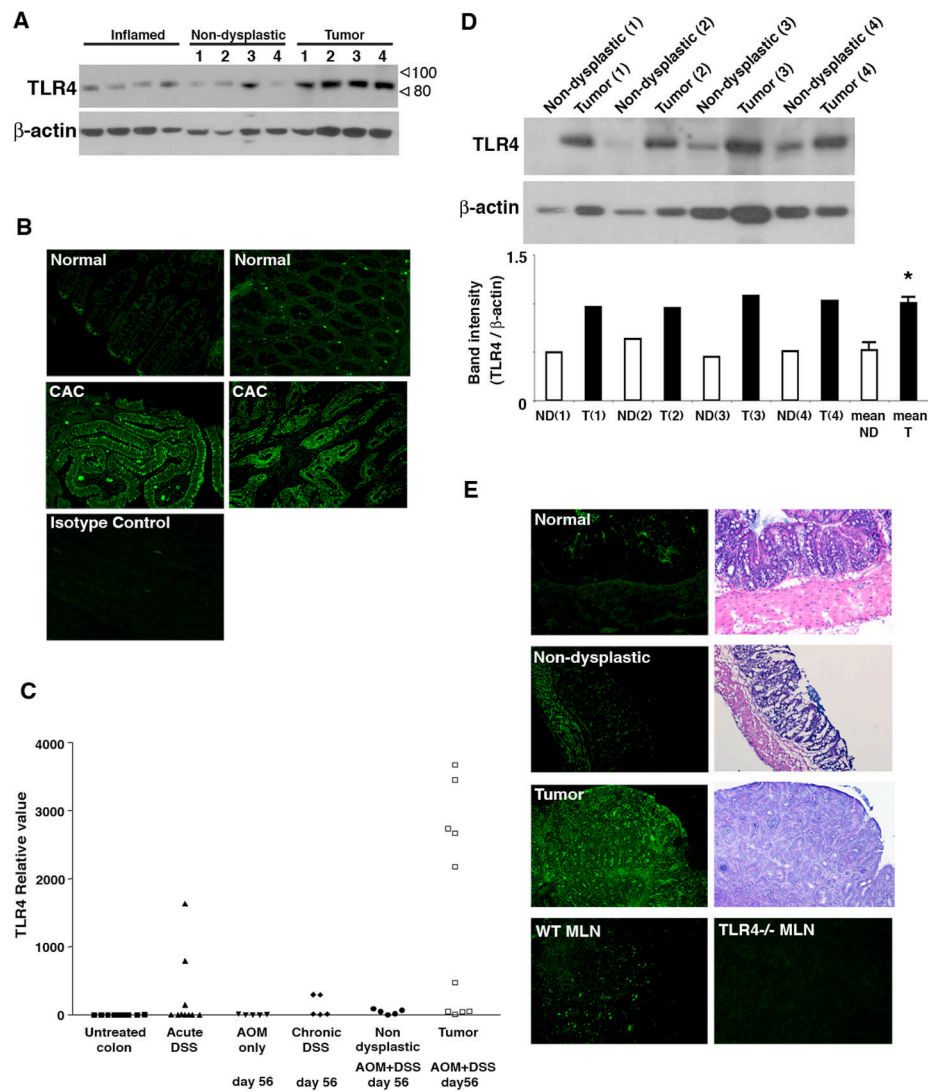 A
Inflamed Non-dysplastic Tumor
1 2 3 4 1 2 3 4
TLR4
100
80
β-actin
B
Normal
Normal
CAC
CAC
Isotype Control
C
TLR4 Relative value
4000
3000
2000
1000
0
Untreated colon
Acute DSS
AOM only day 56
Chronic DSS day 56
Non dysplastic AOM+DSS day 56
Tumor AOM+DSS day56
D
Non-dysplastic (1)
Tumor (1)
Non-dysplastic (2)
Tumor (2)
Non-dysplastic (3)
Tumor (3)
Non-dysplastic (4)
Tumor (4)
TLR4
β-actin
Band intensity
(TLR4 / β-actin)
1.5
0
*
ND(1) T(1) ND(2) T(2) ND(3) T(3) ND(4) T(4) mean ND mean T
E
Normal
Non-dysplastic
Tumor
WT MLN
TLR4-/- MLN